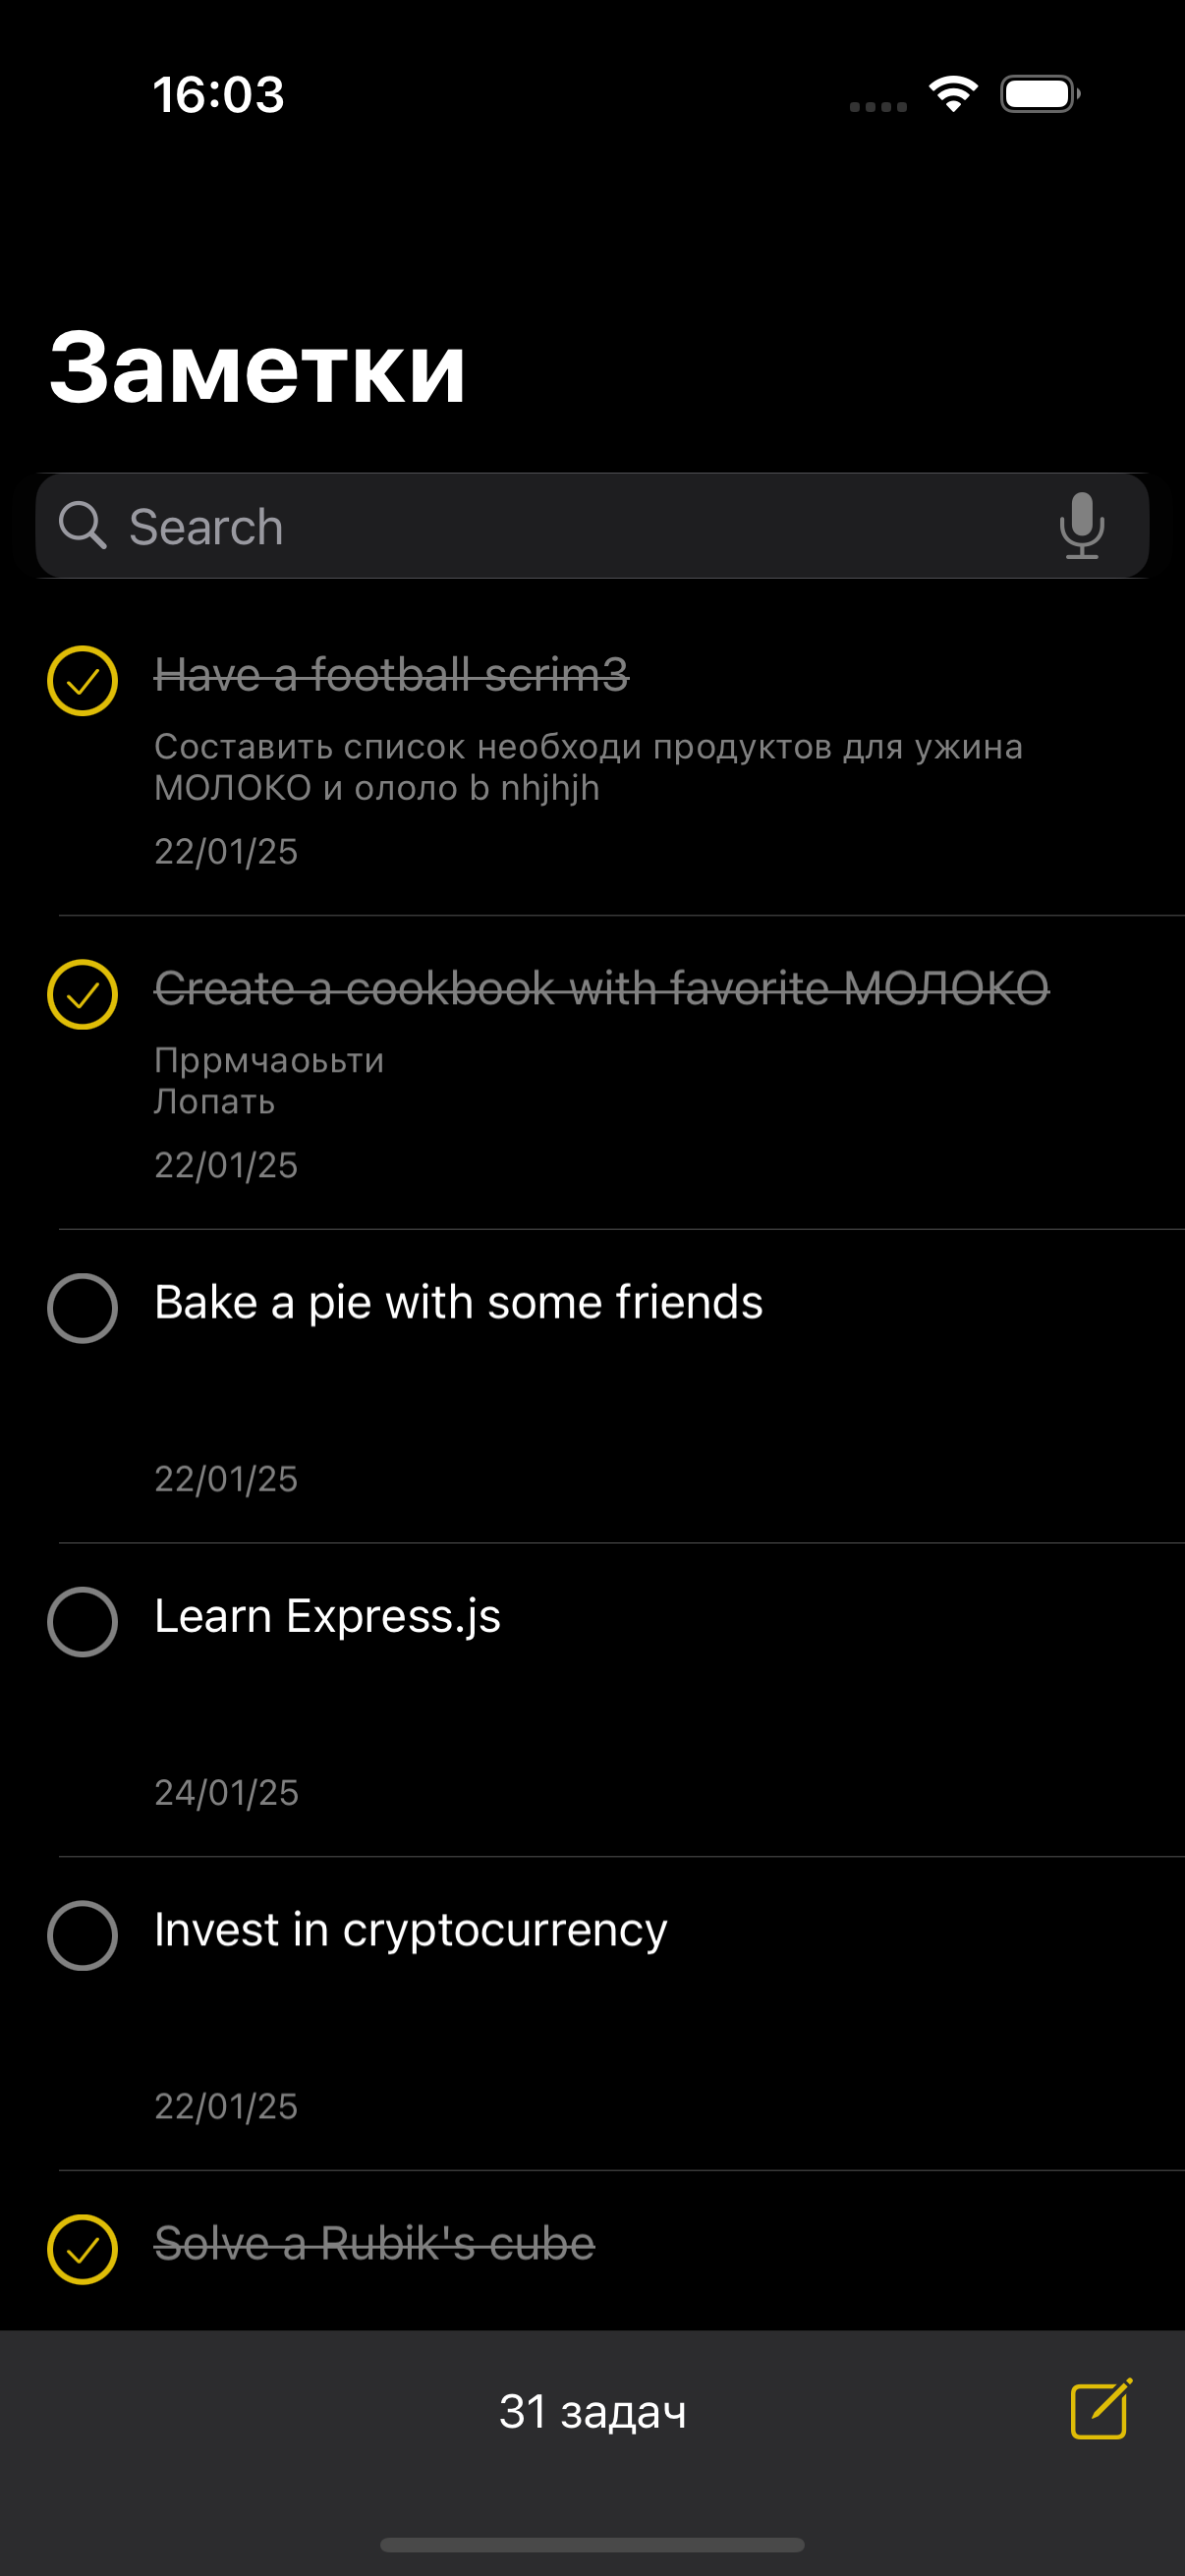 16:03
Заметки
Search
Have a football scrim3
Составить список необходи продуктов для ужина
МОЛОКО и ололо b nhjhjh
22/01/25
Create a cookbook with favorite МОЛОКО
Пррмчаоььти
Лопать
22/01/25
Bake a pie with some friends
22/01/25
Learn Express.js
24/01/25
Invest in cryptocurrency
22/01/25
Solve a Rubik's cube
31 задач